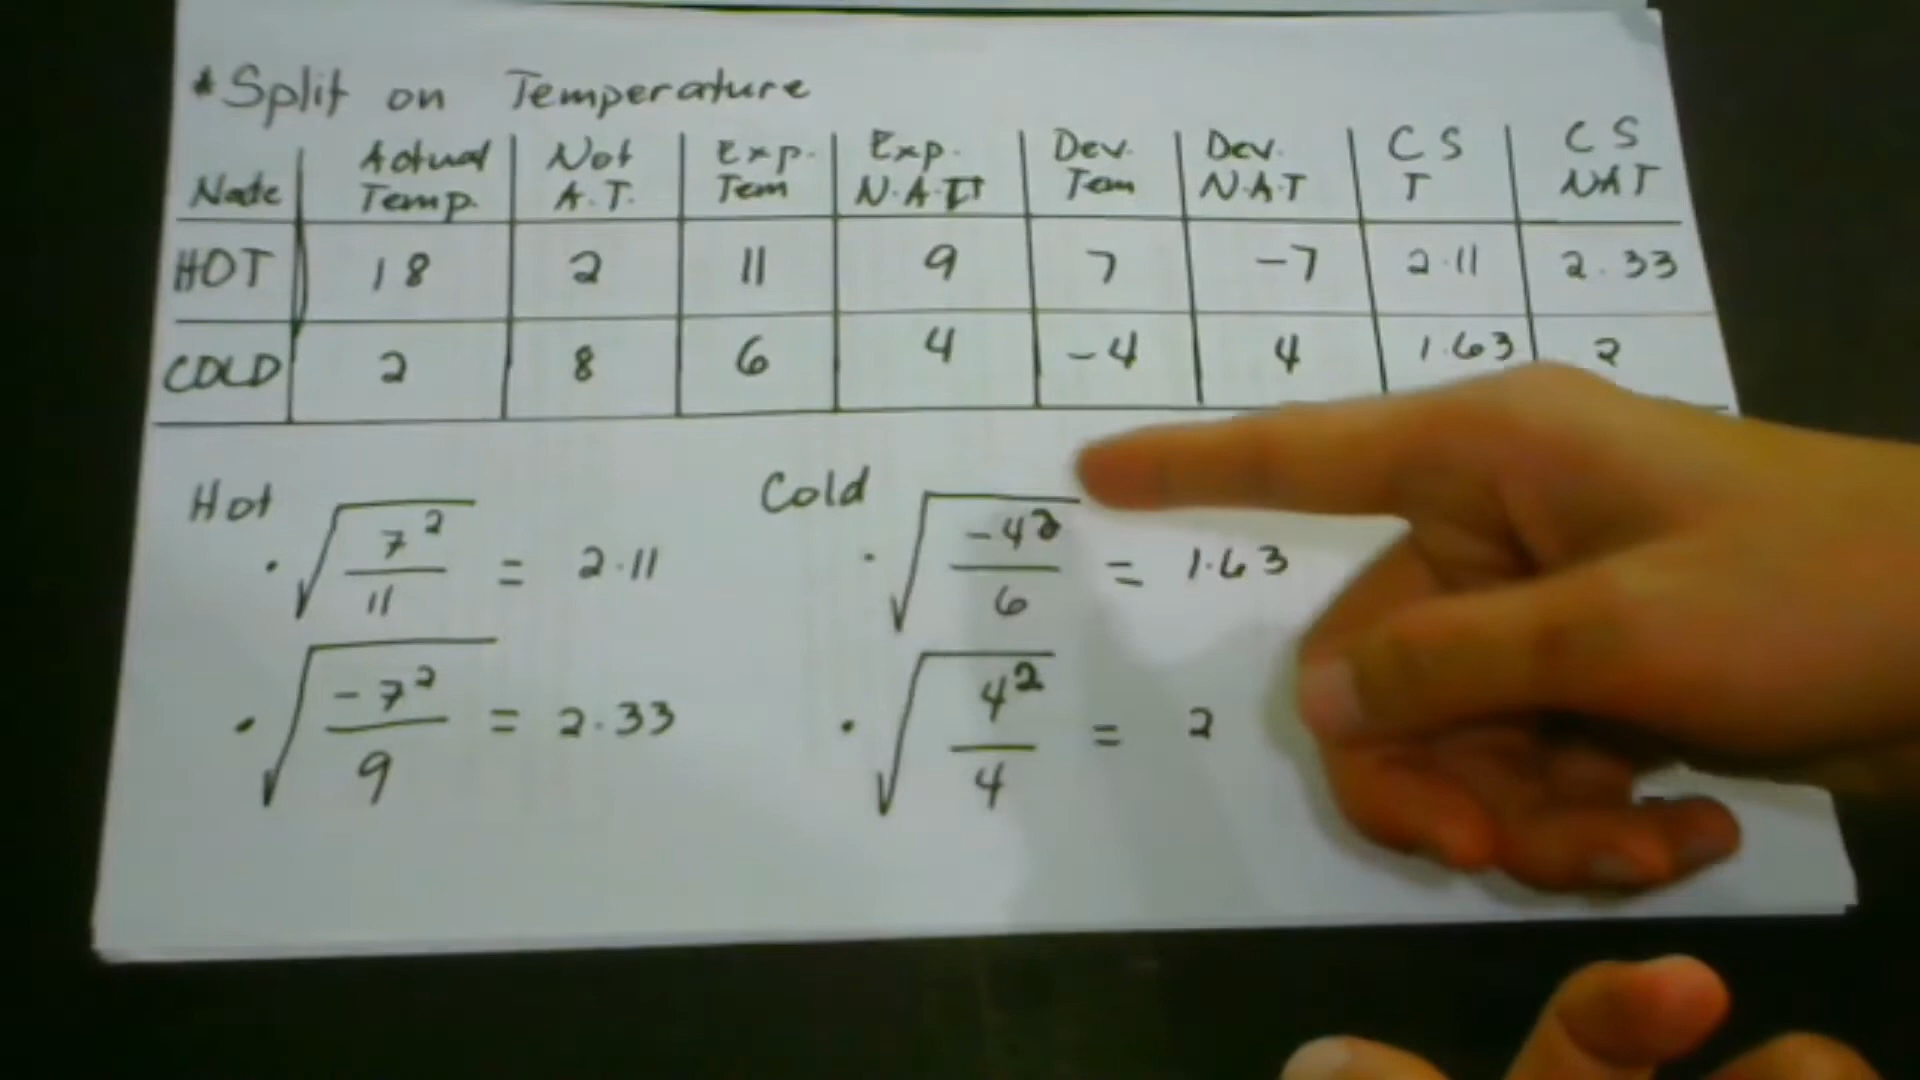 *Split on Temperature
Node Actual Temp. Not A.T. Exp. Tem Exp. N.A.T Dev. Tem Dev. N.A.T C S T C S NAT
HOT 18 2 11 9 7 -7 2.11 2.33
COLD 2 8 6 4 -4 4 1.63 2
Hot √ 7² / 11 = 2.11
√ -7² / 9 = 2.33
Cold √ -4² / 6 = 1.63
√ 4² / 4 = 2